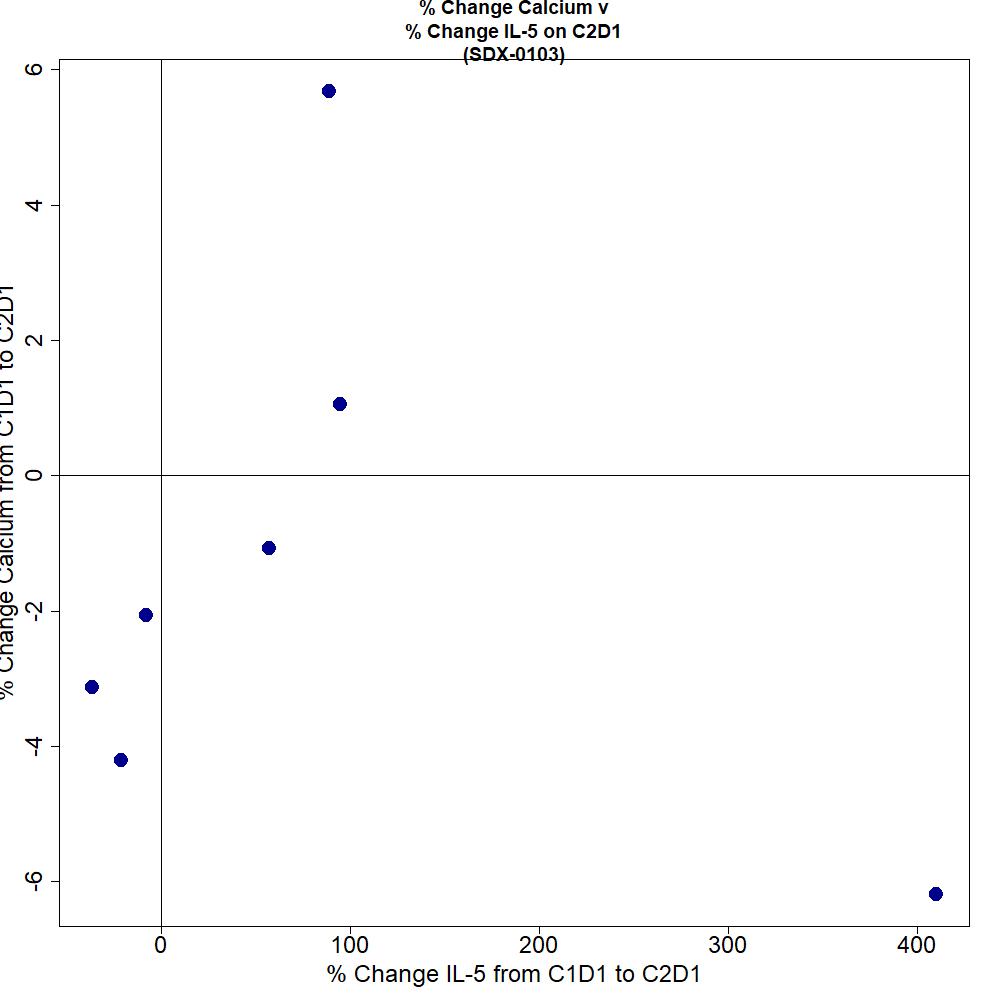 % Change Calcium v
% Change IL-5 on C2D1
(SDX-0103)
% Change Calcium from C1D1 to C2D1
6
4
2
0
-2
-4
-6
0 100 200 300 400
% Change IL-5 from C1D1 to C2D1